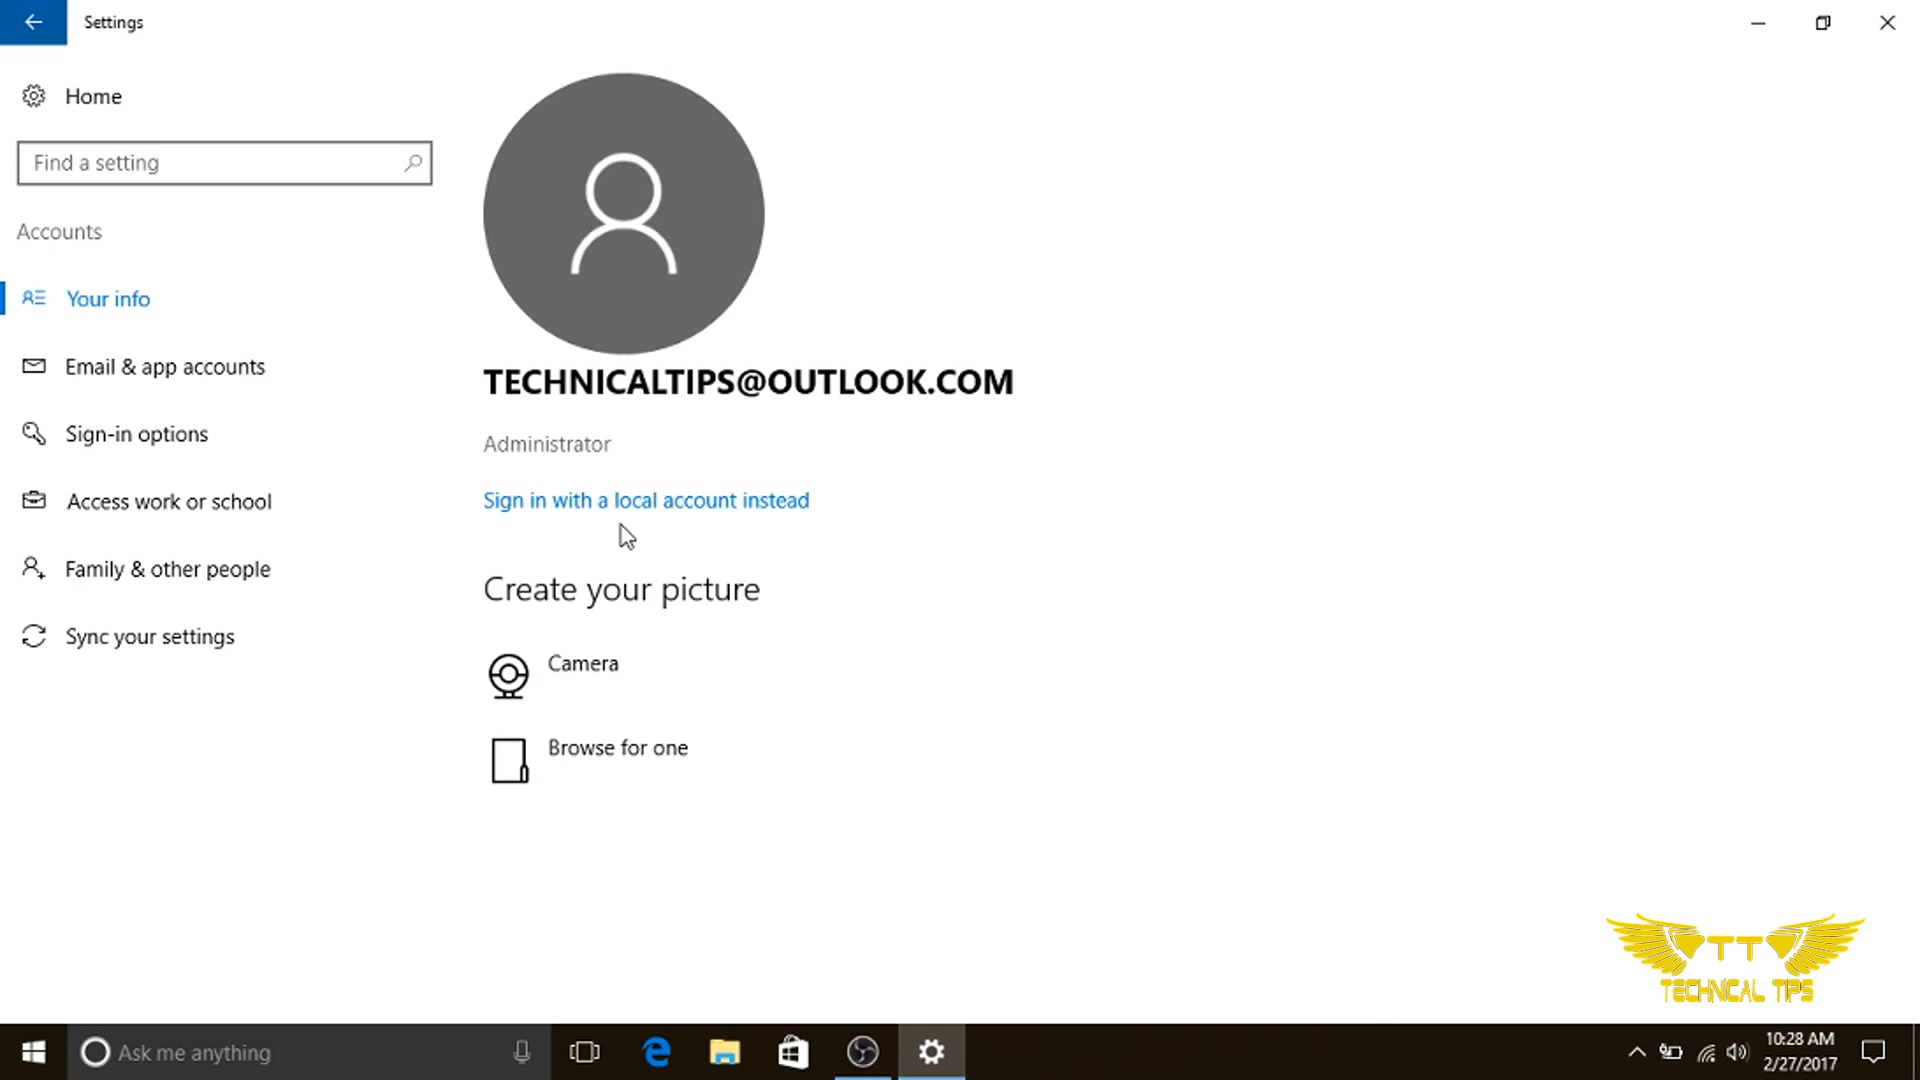 Settings
Home
Find a setting
Accounts
Your info
Email & app accounts
Sign-in options
Access work or school
Family & other people
Sync your settings
TECHNICALTIPS@OUTLOOK.COM
Administrator
Sign in with a local account instead
Create your picture
Camera
Browse for one
TT
TECHNICAL TIPS
Ask me anything
10:28 AM
2/27/2017